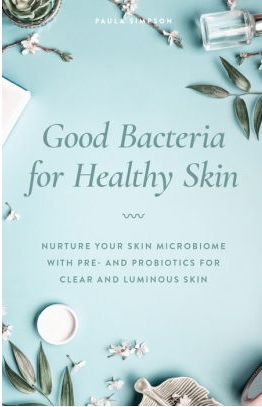 PAULA SIMPSON
Good Bacteria
for Healthy Skin
NURTURE YOUR SKIN MICROBIOME
WITH PRE- AND PROBIOTICS FOR
CLEAR AND LUMINOUS SKIN